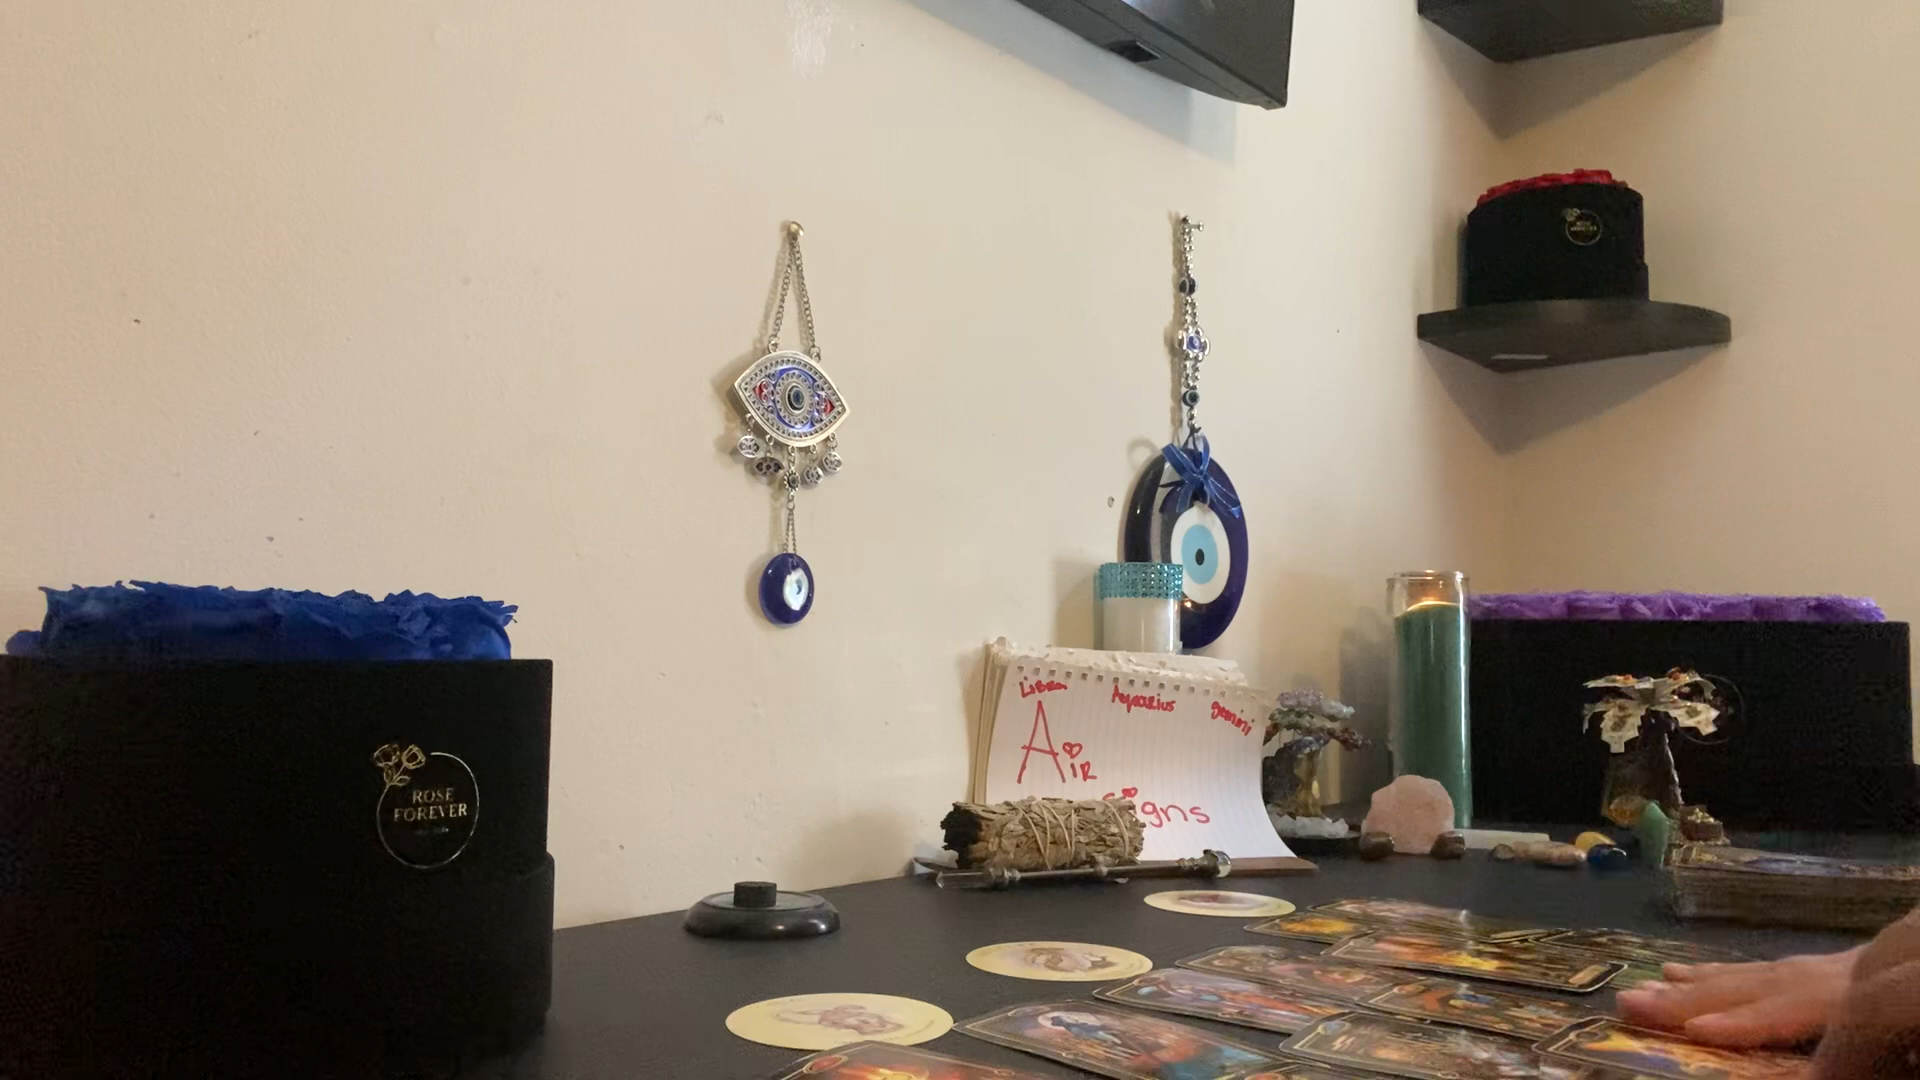 Libra Aquarius gemini
AiR
signs
ROSE
FOREVER